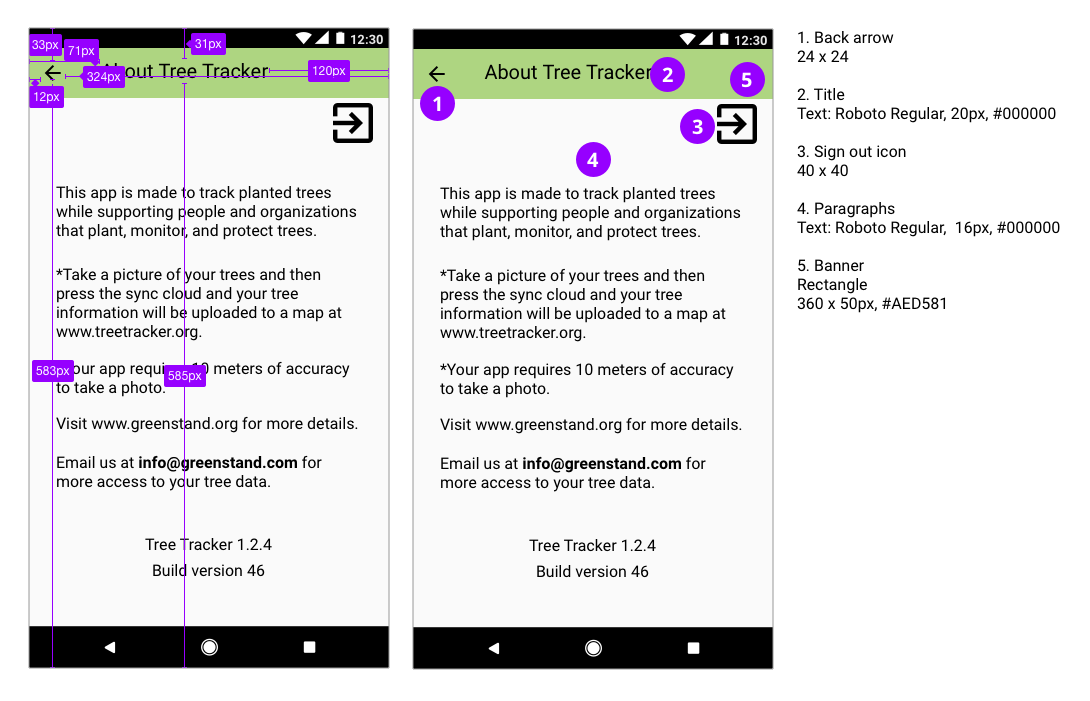 12:30
33px
71px
31px
About Tree Tracker
324px
120px
12px
This app is made to track planted trees
while supporting people and organizations
that plant, monitor, and protect trees.
*Take a picture of your trees and then
press the sync cloud and your tree
information will be uploaded to a map at
www.treetracker.org.
583px
our app requires 10 meters of accuracy
to take a photo.
585px
Visit www.greenstand.org for more details.
Email us at info@greenstand.com for
more access to your tree data.
Tree Tracker 1.2.4
Build version 46
12:30
About Tree Tracker
2
5
1
3
4
This app is made to track planted trees
while supporting people and organizations
that plant, monitor, and protect trees.
*Take a picture of your trees and then
press the sync cloud and your tree
information will be uploaded to a map at
www.treetracker.org.
*Your app requires 10 meters of accuracy
to take a photo.
Visit www.greenstand.org for more details.
Email us at info@greenstand.com for
more access to your tree data.
Tree Tracker 1.2.4
Build version 46
1. Back arrow
24 x 24
2. Title
Text: Roboto Regular, 20px, #000000
3. Sign out icon
40 x 40
4. Paragraphs
Text: Roboto Regular,  16px, #000000
5. Banner
Rectangle
360 x 50px, #AED581